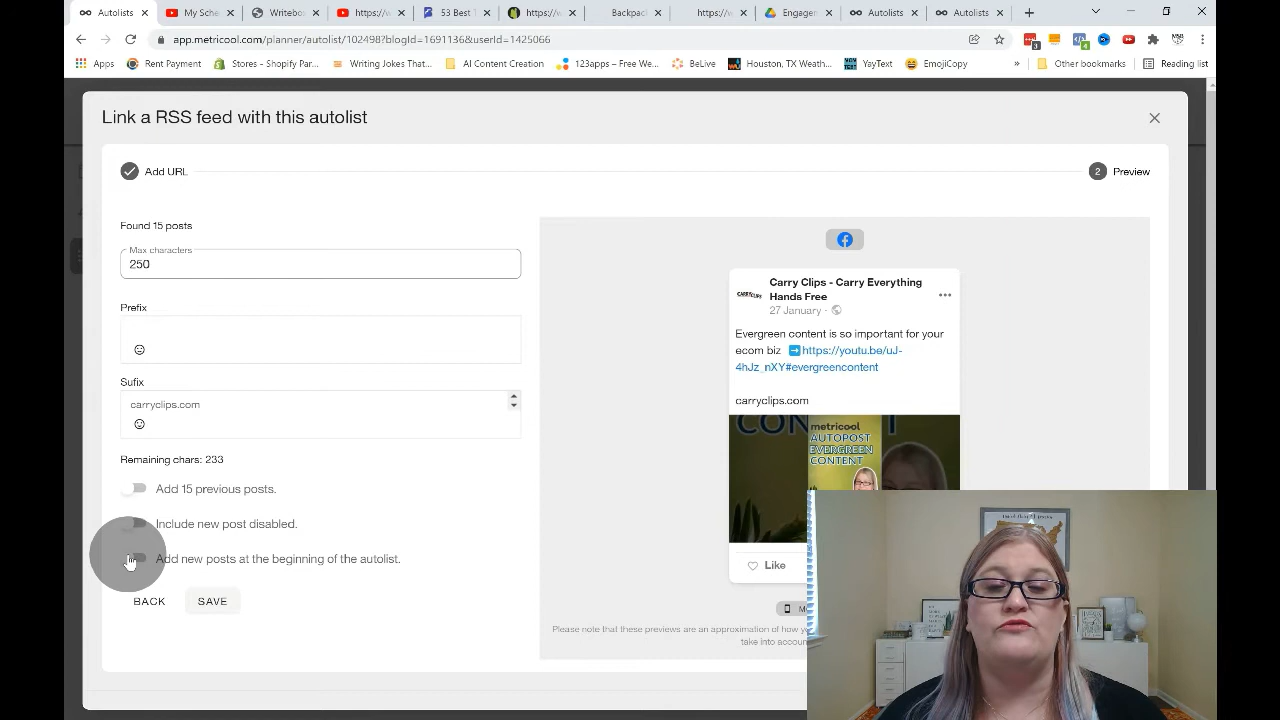 Autolists
My Sche
Writebo
https://w
53 Best
https://w
Backpac
https://w
Engagen
Autolists
Autolists
app.metricool.com/planner/autolist/102498?blogId=1691136&userId=1425066
3
4
Apps
Rent Payment
Stores - Shopify Par...
Writing Jokes That...
AI Content Creation
123apps – Free We...
BeLive
Houston, TX Weath...
YayText
EmojiCopy
»
Other bookmarks
Reading list
Link a RSS feed with this autolist
Add URL
2
Preview
Found 15 posts
Max characters
250
Prefix
Sufix
carryclips.com
Remaining chars: 233
Add 15 previous posts.
Include new post disabled.
Add new posts at the beginning of the autolist.
BACK
SAVE
Carry Clips - Carry Everything
Hands Free
27 January ·
Evergreen content is so important for your
ecom biz ➡️https://youtu.be/uJ-
4hJz_nXY#evergreencontent
carryclips.com
metricool
AUTOPOST
EVERGREEN
CONTENT
Like
M
Please note that these previews are an approximation of how yo
take into accoun